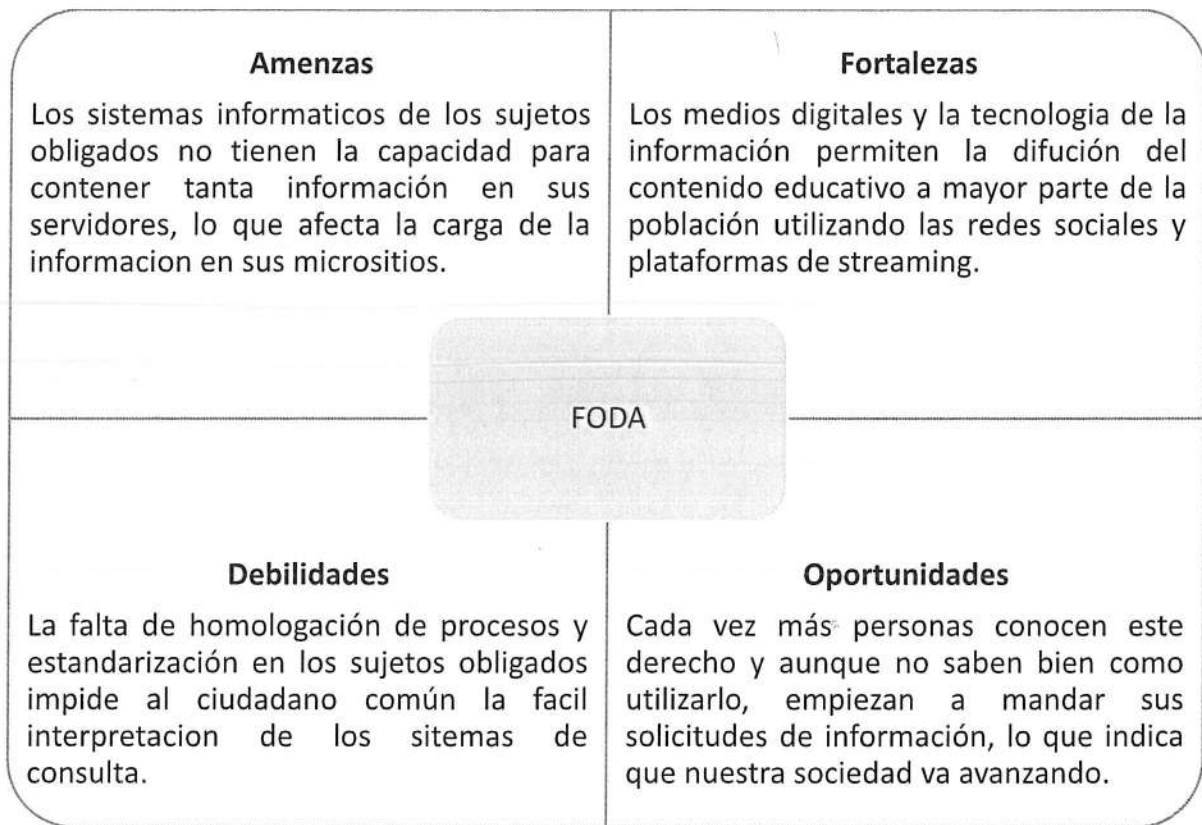 Amenzas
Los sistemas informaticos de los sujetos
obligados no tienen la capacidad para
contener tanta información en sus
servidores, lo que afecta la carga de la
informacion en sus micrositios.
Fortalezas
Los medios digitales y la tecnologia de la
información permiten la difución del
contenido educativo a mayor parte de la
población utilizando las redes sociales y
plataformas de streaming.
FODA
Debilidades
La falta de homologación de procesos y
estandarización en los sujetos obligados
impide al ciudadano común la facil
interpretacion de los sitemas de
consulta.
Oportunidades
Cada vez más personas conocen este
derecho y aunque no saben bien como
utilizarlo, empiezan a mandar sus
solicitudes de información, lo que indica
que nuestra sociedad va avanzando.